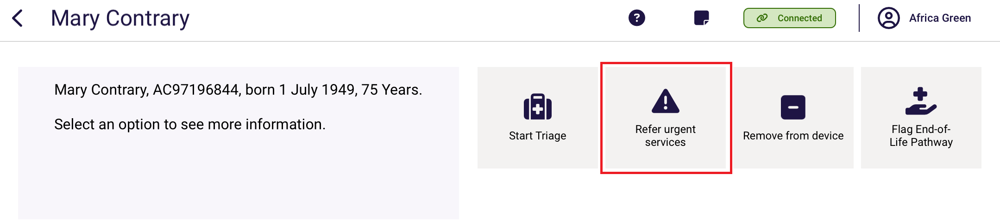 Mary Contrary
?
Connected
Africa Green
Mary Contrary, AC97196844, born 1 July 1949, 75 Years.
Select an option to see more information.
Start Triage
Refer urgent
services
Remove from device
Flag End-of-
Life Pathway